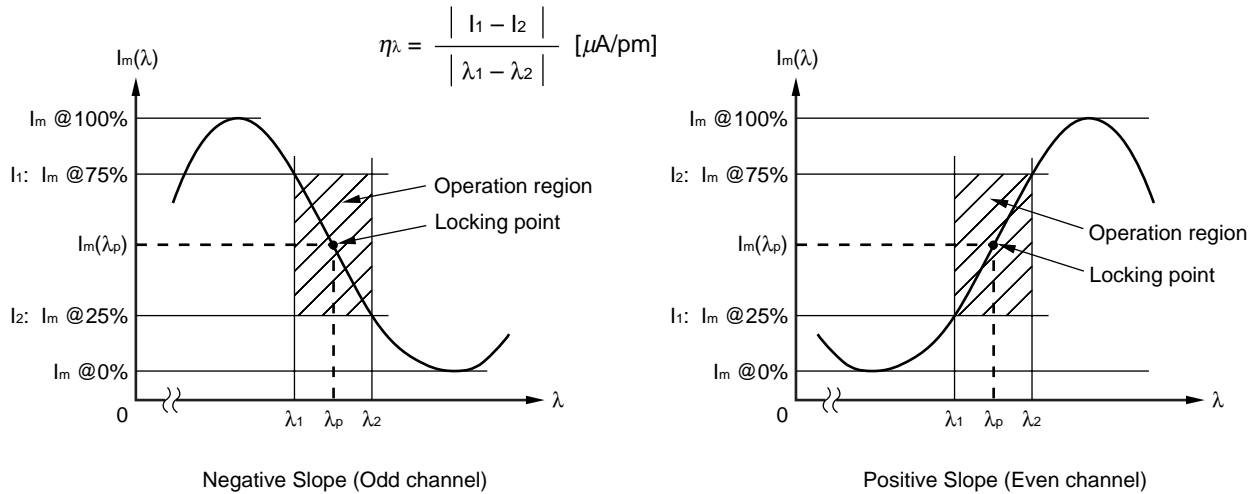 ηλ = | I1 – I2 | / | λ1 – λ2 | [μA/pm]
Im(λ)
Im @100%
I1: Im @75%
Operation region
Locking point
Im(λp)
I2: Im @25%
Im @0%
0
λ1 λp λ2
λ
Negative Slope (Odd channel)
Im(λ)
Im @100%
I2: Im @75%
Im(λp)
Operation region
Locking point
I1: Im @25%
Im @0%
0
λ1 λp λ2
λ
Positive Slope (Even channel)